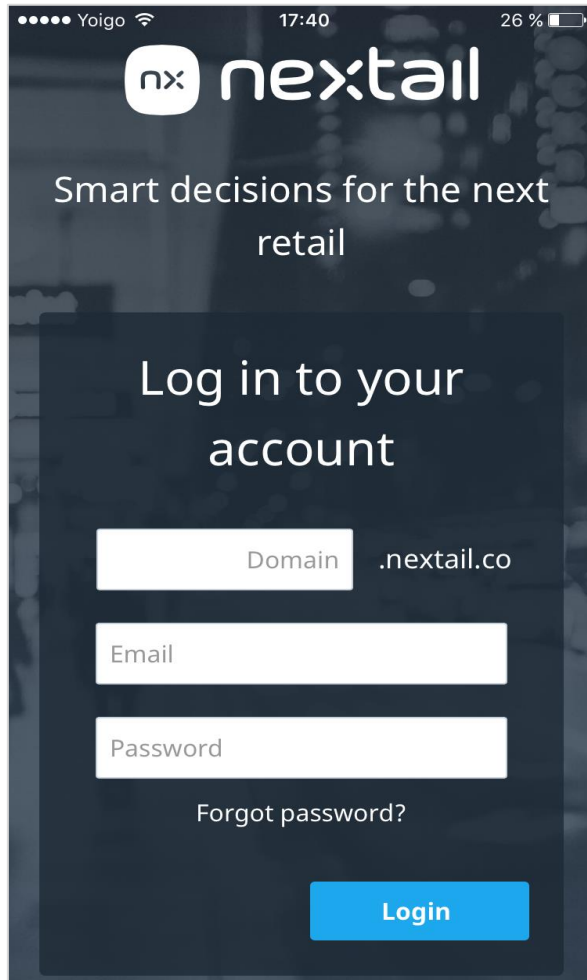 Yoigo 17:40 26 %
nx nextail
Smart decisions for the next
retail
Log in to your
account
Domain .nextail.co
Email
Password
Forgot password?
Login